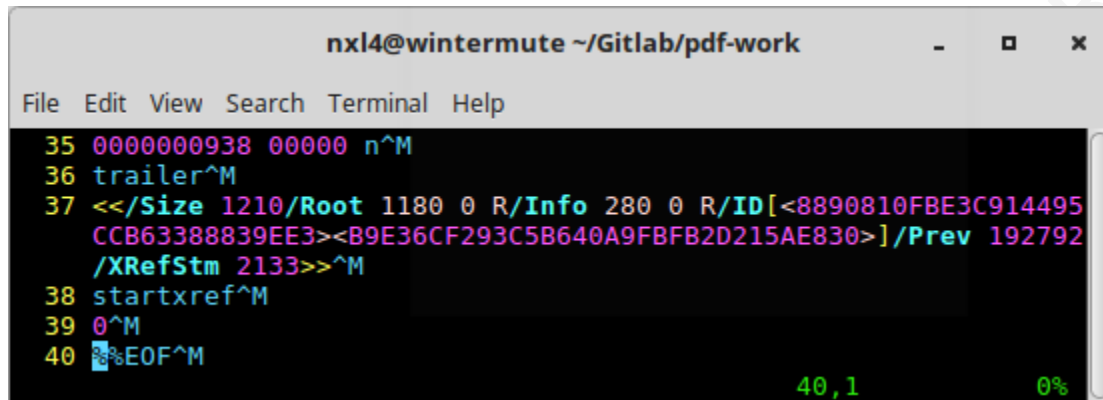 nxl4@wintermute ~/Gitlab/pdf-work
File Edit View Search Terminal Help
35 0000000938 00000 n^M
36 trailer^M
37 <</Size 1210/Root 1180 0 R/Info 280 0 R/ID[<8890810FBE3C914495
CCB63388839EE3><B9E36CF293C5B640A9FBFB2D215AE830>]/Prev 192792
/XRefStm 2133>>^M
38 startxref^M
39 0^M
40 %%EOF^M
40,1 0%